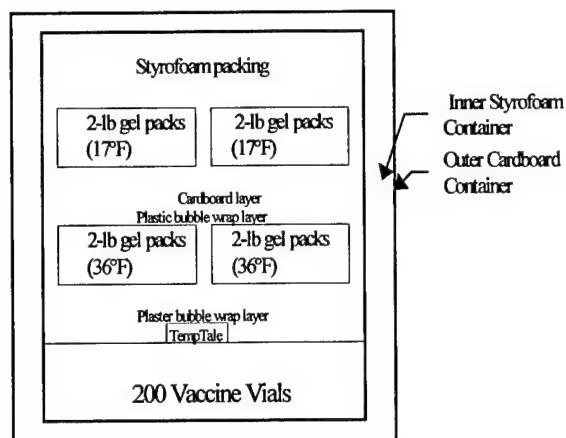 Styrofoam packing
2-lb gel packs
(17°F)
2-lb gel packs
(17°F)
Inner Styrofoam
Container
Outer Cardboard
Container
Cardboard layer
Plastic bubble wrap layer
2-lb gel packs
(36°F)
2-lb gel packs
(36°F)
Plaster bubble wrap layer
TempTale
200 Vaccine Vials